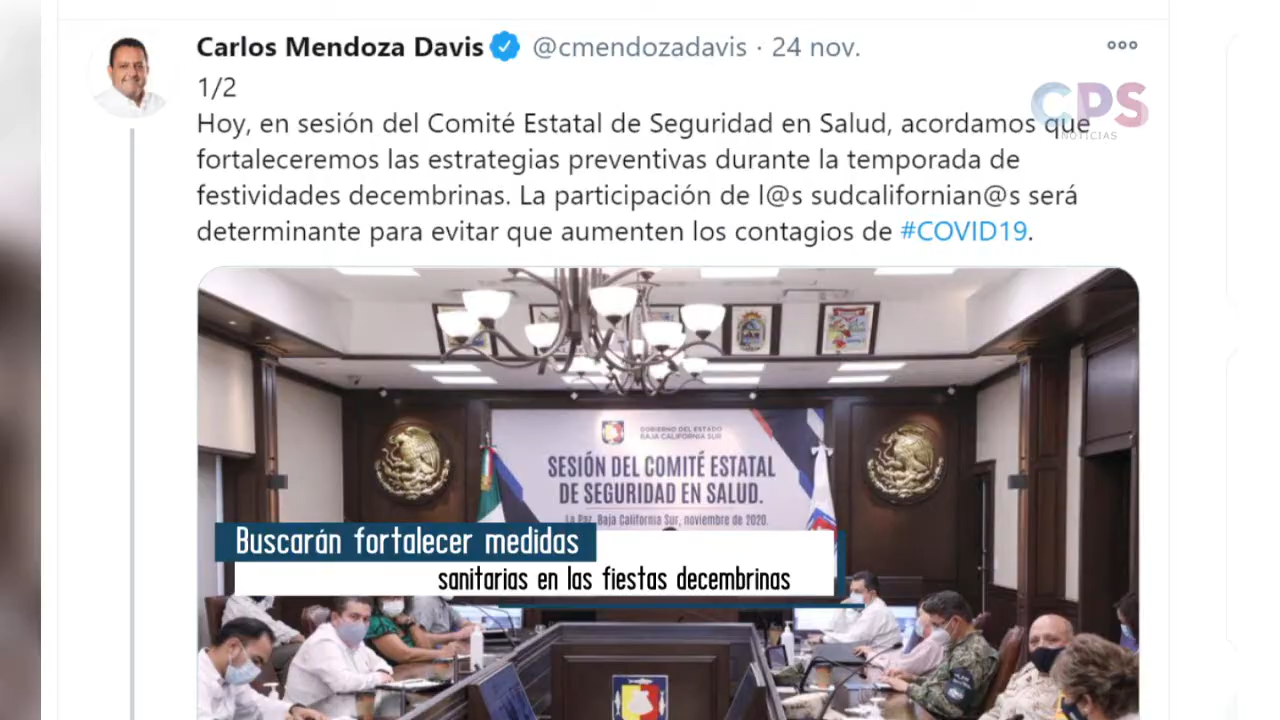 Carlos Mendoza Davis @cmendozadavis · 24 nov.
1/2
Hoy, en sesión del Comité Estatal de Seguridad en Salud, acordamos que
fortaleceremos las estrategias preventivas durante la temporada de
festividades decembrinas. La participación de l@s sudcalifornian@s será
determinante para evitar que aumenten los contagios de #COVID19.
CPS
NOTICIAS
GOBIERNO DEL ESTADO
BAJA CALIFORNIA SUR
SESIÓN DEL COMITÉ ESTATAL
DE SEGURIDAD EN SALUD.
La Paz, Baja California Sur, noviembre de 2020.
Buscarán fortalecer medidas
sanitarias en las fiestas decembrinas